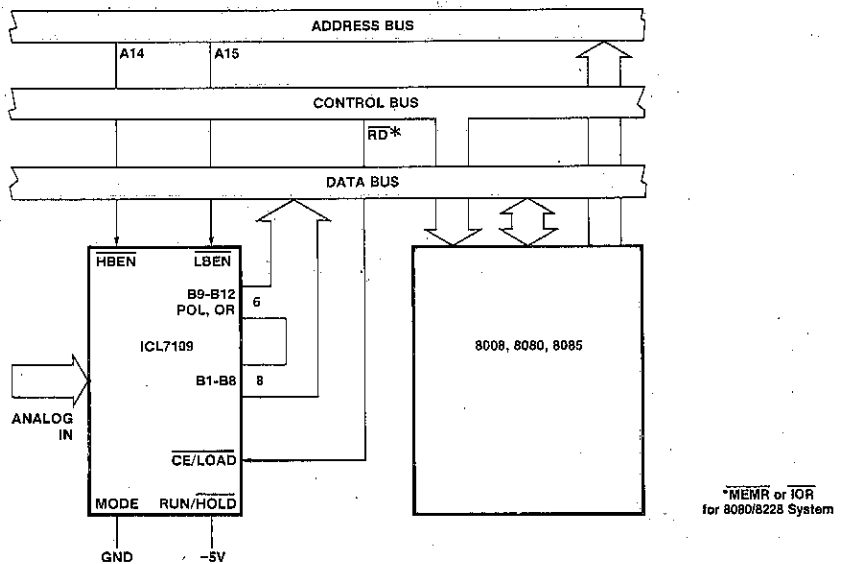 ADDRESS BUS
A14
A15
CONTROL BUS
RD*
DATA BUS
HBEN
LBEN
B9-B12
POL, OR
6
ICL7109
8008, 8080, 8085
B1-B8
8
ANALOG
IN
CE/LOAD
MODE
RUN/HOLD
*MEMR or IOR
for 8080/8228 System
GND
-5V